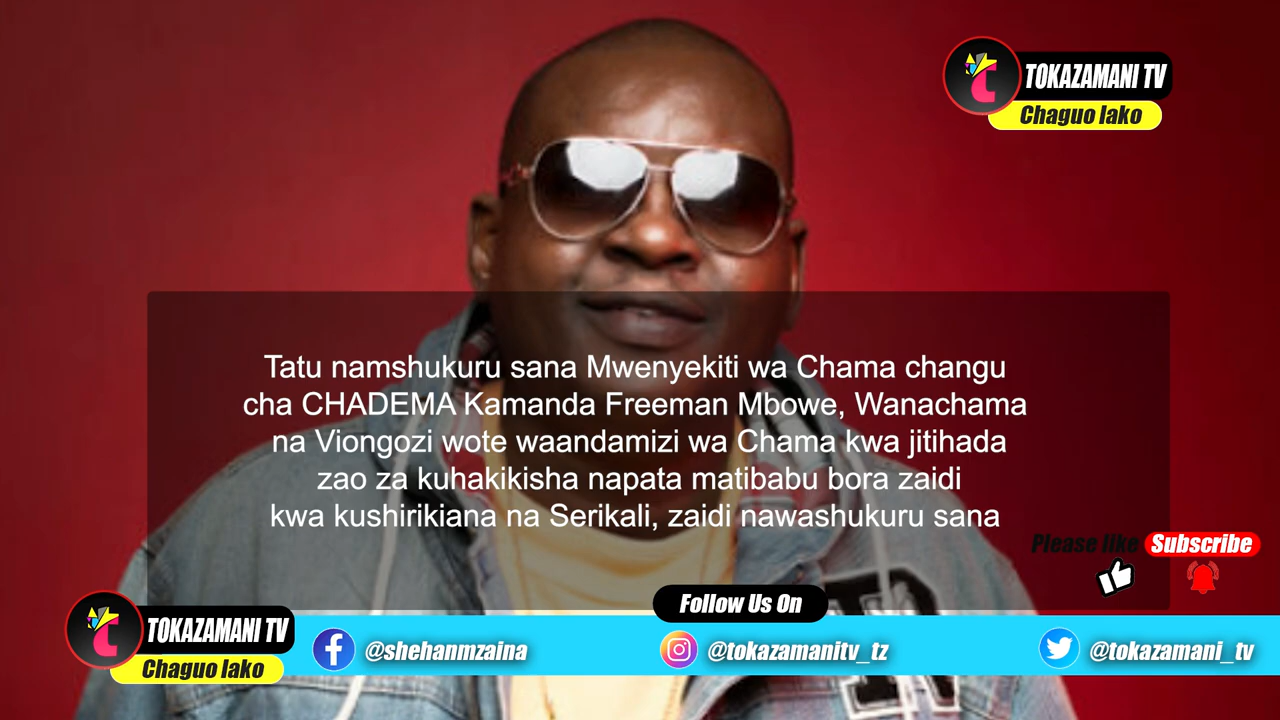 TOKAZAMANI TV
Chaguo lako
Tatu namshukuru sana Mwenyekiti wa Chama changu
cha CHADEMA Kamanda Freeman Mbowe, Wanachama
na Viongozi wote waandamizi wa Chama kwa jitihada
zao za kuhakikisha napata matibabu bora zaidi
kwa kushirikiana na Serikali, zaidi nawashukuru sana
Please like Subscribe
Follow Us On
TOKAZAMANI TV
Chaguo lako
@shehanmzaina
@tokazamanitv_tz
@tokazamani_tv